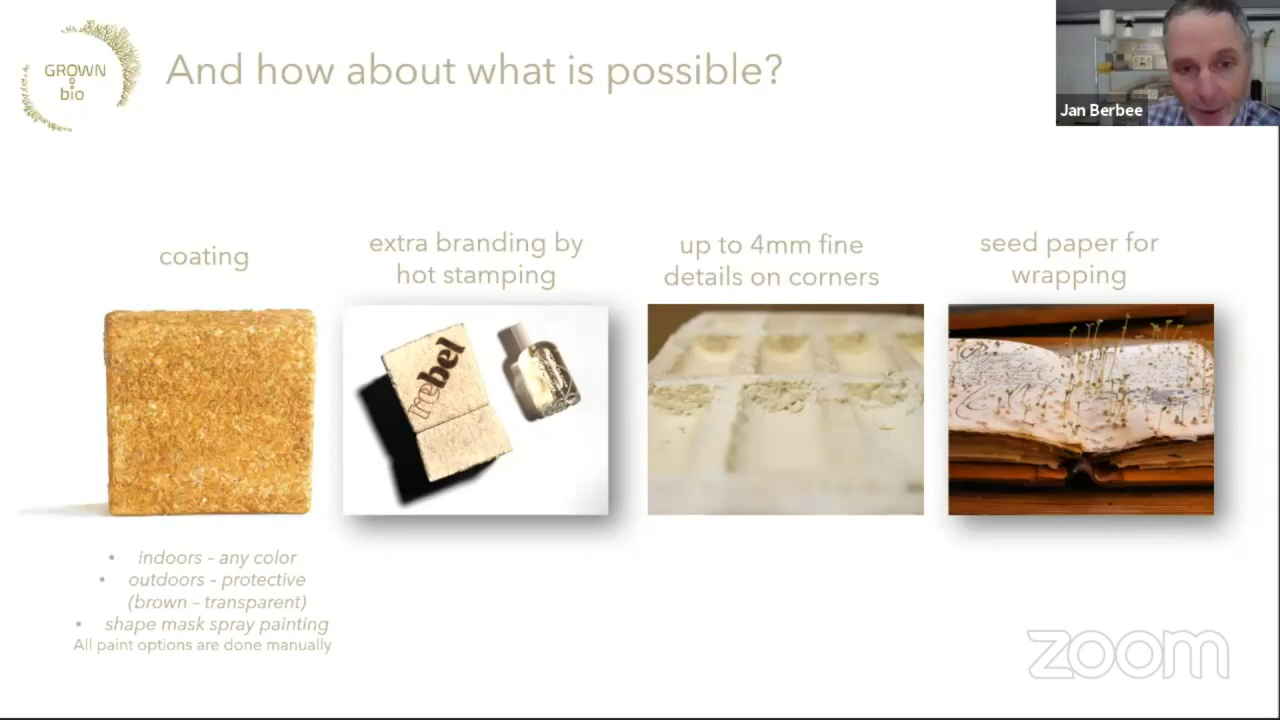 GROWN
bio
And how about what is possible?
Jan Berbee
coating
extra branding by
hot stamping
up to 4mm fine
details on corners
seed paper for
wrapping
rebel
• indoors – any color
• outdoors – protective
(brown – transparent)
• shape mask spray painting
All paint options are done manually
zoom